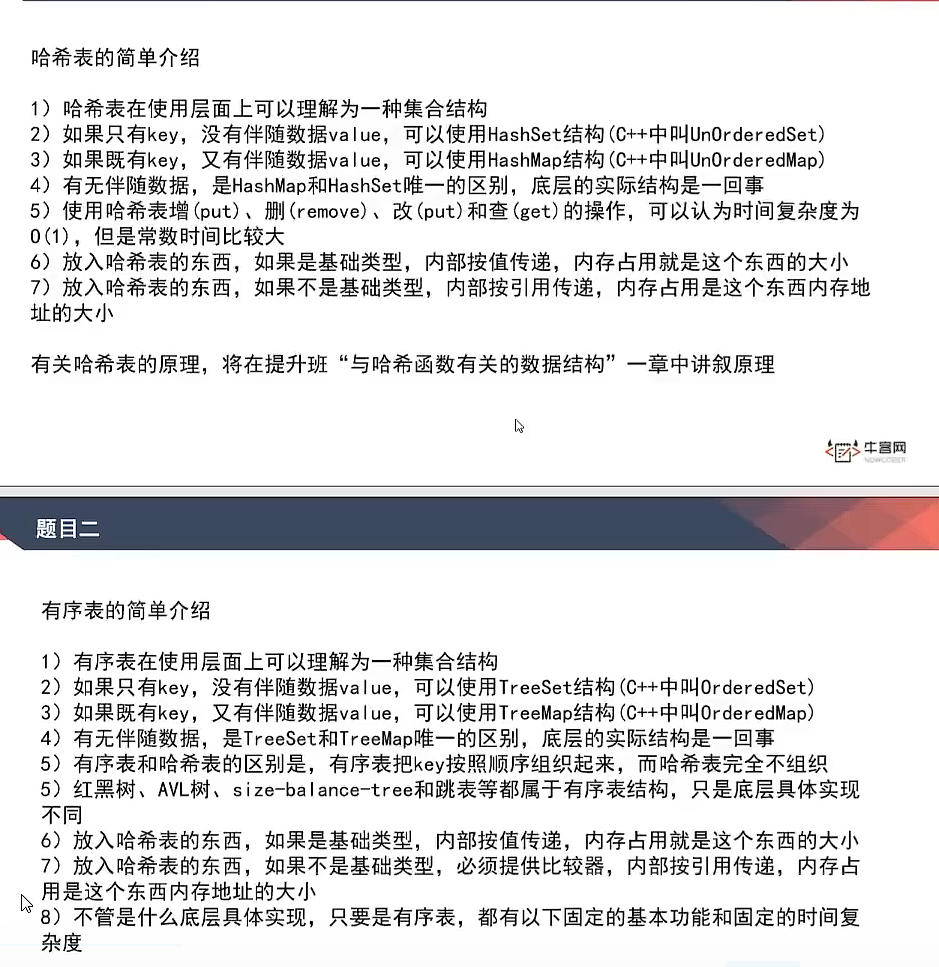 哈希表的简单介绍
1）哈希表在使用层面上可以理解为一种集合结构
2）如果只有key，没有伴随数据value，可以使用HashSet结构(C++中叫UnOrderedSet)
3）如果既有key，又有伴随数据value，可以使用HashMap结构(C++中叫UnOrderedMap)
4）有无伴随数据，是HashMap和HashSet唯一的区别，底层的实际结构是一回事
5）使用哈希表增(put)、删(remove)、改(put)和查(get)的操作，可以认为时间复杂度为
O(1)，但是常数时间比较大
6）放入哈希表的东西，如果是基础类型，内部按值传递，内存占用就是这个东西的大小
7）放入哈希表的东西，如果不是基础类型，内部按引用传递，内存占用是这个东西内存地
址的大小
有关哈希表的原理，将在提升班“与哈希函数有关的数据结构”一章中讲叙原理
牛客网
NOWCODER
题目二
有序表的简单介绍
1）有序表在使用层面上可以理解为一种集合结构
2）如果只有key，没有伴随数据value，可以使用TreeSet结构(C++中叫OrderedSet)
3）如果既有key，又有伴随数据value，可以使用TreeMap结构(C++中叫OrderedMap)
4）有无伴随数据，是TreeSet和TreeMap唯一的区别，底层的实际结构是一回事
5）有序表和哈希表的区别是，有序表把key按照顺序组织起来，而哈希表完全不组织
5）红黑树、AVL树、size-balance-tree和跳表等都属于有序表结构，只是底层具体实现
不同
6）放入哈希表的东西，如果是基础类型，内部按值传递，内存占用就是这个东西的大小
7）放入哈希表的东西，如果不是基础类型，必须提供比较器，内部按引用传递，内存占
用是这个东西内存地址的大小
8）不管是什么底层具体实现，只要是有序表，都有以下固定的基本功能和固定的时间复
杂度